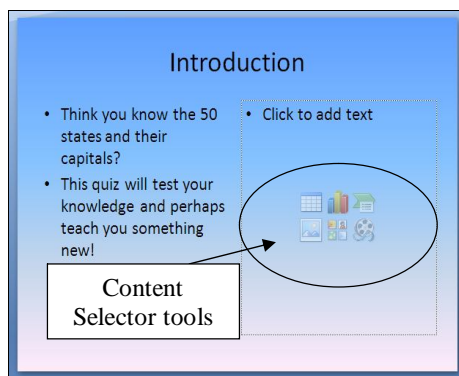 Introduction
• Think you know the 50
states and their
capitals?
• This quiz will test your
knowledge and perhaps
teach you something
new!
• Click to add text
Content
Selector tools